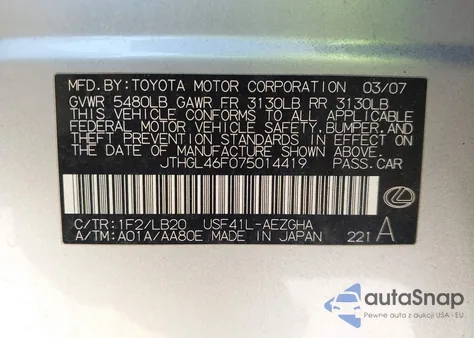 MFD.BY:TOYOTA MOTOR CORPORATION 03/07
GVWR 5480LB GAWR FR 3130LB RR 3130LB
THIS VEHICLE CONFORMS TO ALL APPLICABLE
FEDERAL MOTOR VEHICLE SAFETY, BUMPER, AND
THEFT PREVENTION STANDARDS IN EFFECT ON
THE DATE OF MANUFACTURE SHOWN ABOVE.
JTHGL46F075014419 PASS.CAR
C/TR:1F2/LB20 USF41L-AEZGHA
A/TM:A01A/AA80E MADE IN JAPAN 221 A
autoSnap
Pewne auta z dostawą z aukcji USA - EU